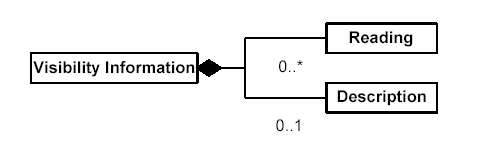 Reading
Visibility Information
0..*
Description
0..1